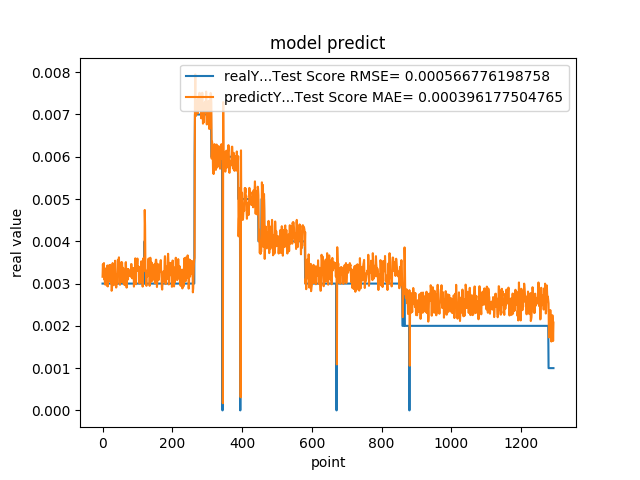 model predict
realY...Test Score RMSE= 0.000566776198758
predictY...Test Score MAE= 0.000396177504765
real value
0.008
0.007
0.006
0.005
0.004
0.003
0.002
0.001
0.000
0 200 400 600 800 1000 1200
point